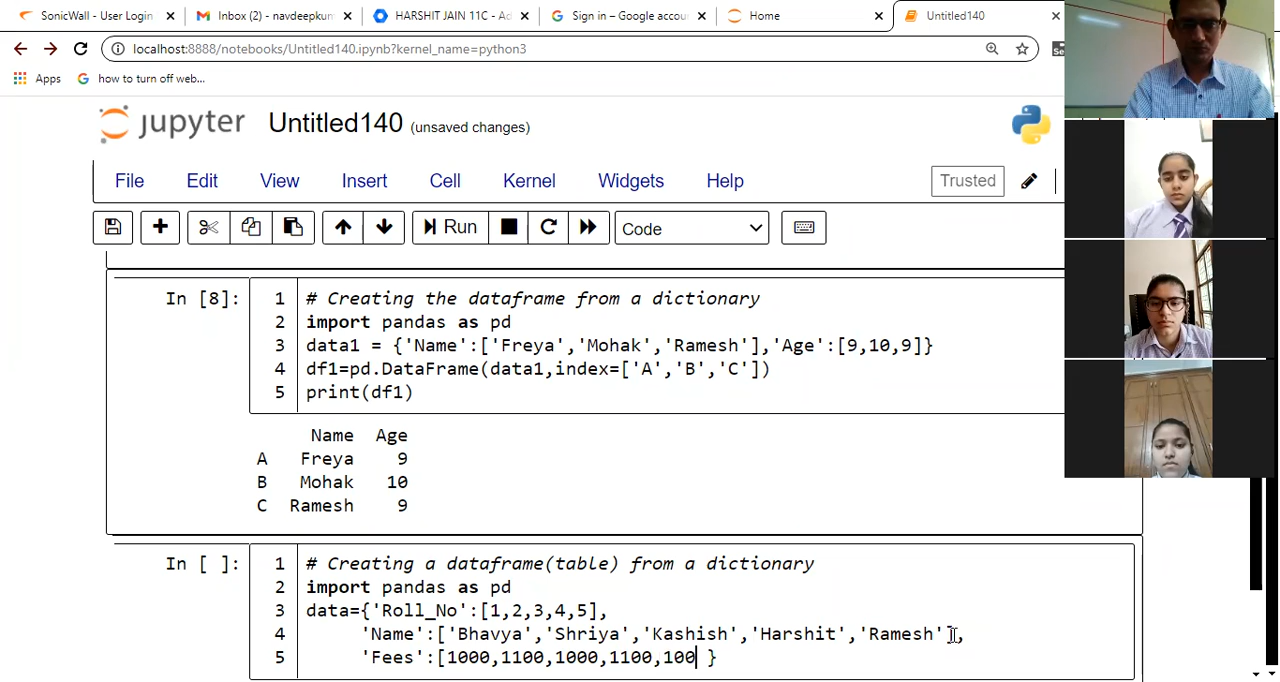 SonicWall - User Login
Inbox (2) - navdeepkun
HARSHIT JAIN 11C - Ac
Sign in – Google accou
Home
Untitled140
localhost:8888/notebooks/Untitled140.ipynb?kernel_name=python3
Se
Apps
how to turn off web...
jupyter Untitled140 (unsaved changes)
File Edit View Insert Cell Kernel Widgets Help Trusted
Run Code
In [8]:
1 # Creating the dataframe from a dictionary
2 import pandas as pd
3 data1 = {'Name':['Freya','Mohak','Ramesh'],'Age':[9,10,9]}
4 df1=pd.DataFrame(data1,index=['A','B','C'])
5 print(df1)
Name Age
A Freya 9
B Mohak 10
C Ramesh 9
In [ ]:
1 # Creating a dataframe(table) from a dictionary
2 import pandas as pd
3 data={'Roll_No':[1,2,3,4,5],
4 'Name':['Bhavya','Shriya','Kashish','Harshit','Ramesh'],
5 'Fees':[1000,1100,1000,1100,100 }